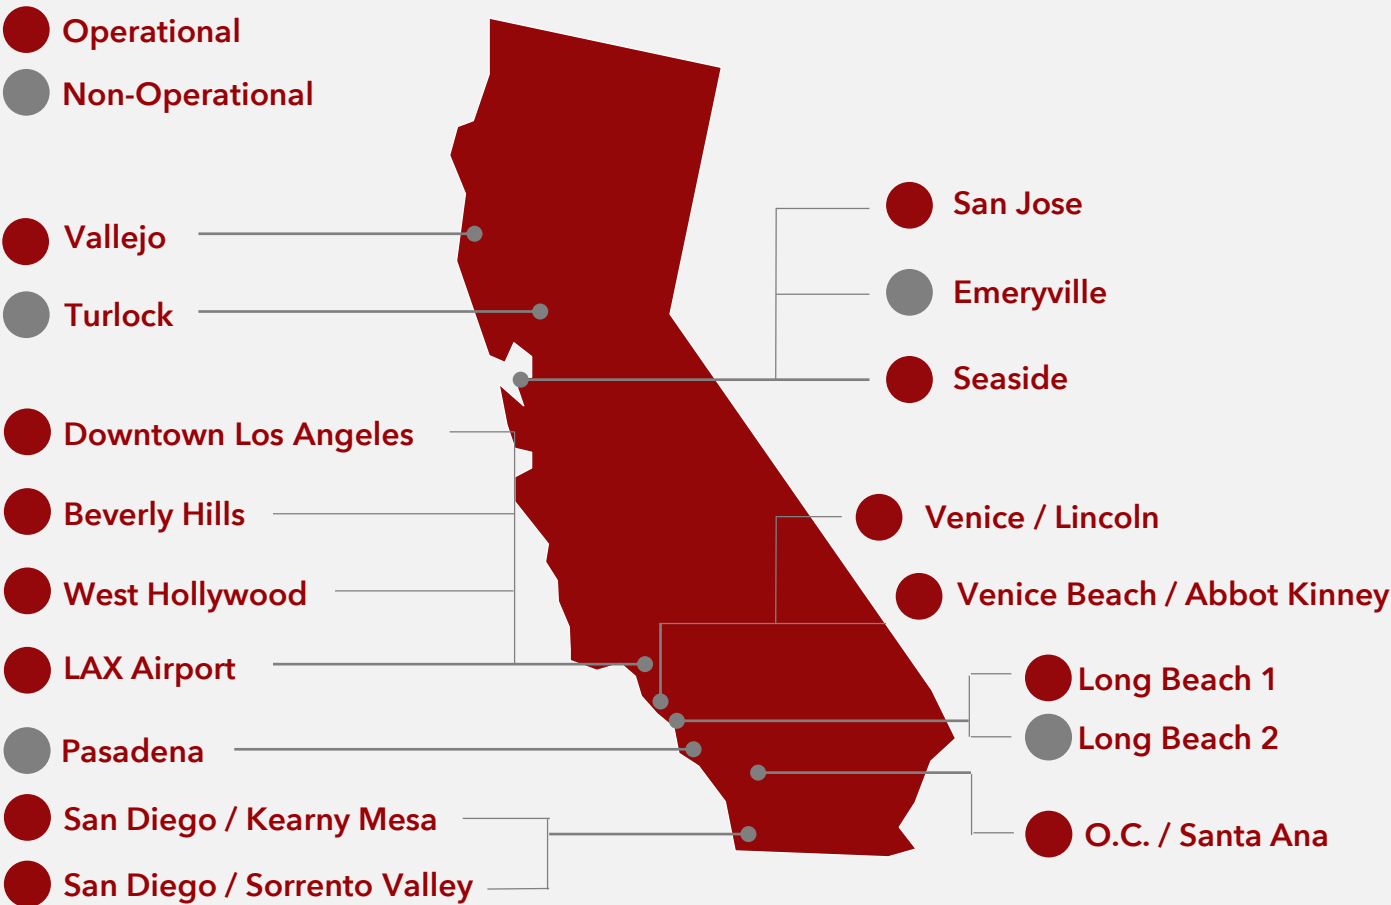 Operational
Non-Operational
Vallejo
Turlock
Downtown Los Angeles
Beverly Hills
West Hollywood
LAX Airport
Pasadena
San Diego / Kearny Mesa
San Diego / Sorrento Valley
San Jose
Emeryville
Seaside
Venice / Lincoln
Venice Beach / Abbot Kinney
Long Beach 1
Long Beach 2
O.C. / Santa Ana